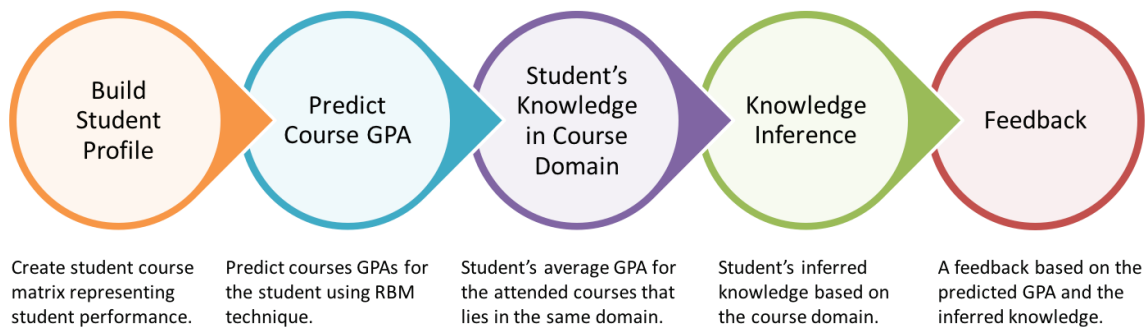 Build
Student
Profile
Predict
Course GPA
Student's
Knowledge
in Course
Domain
Knowledge
Inference
Feedback
Create student course
matrix representing
student performance.
Predict courses GPAs for
the student using RBM
technique.
Student's average GPA for
the attended courses that
lies in the same domain.
Student's inferred
knowledge based on
the course domain.
A feedback based on the
predicted GPA and the
inferred knowledge.